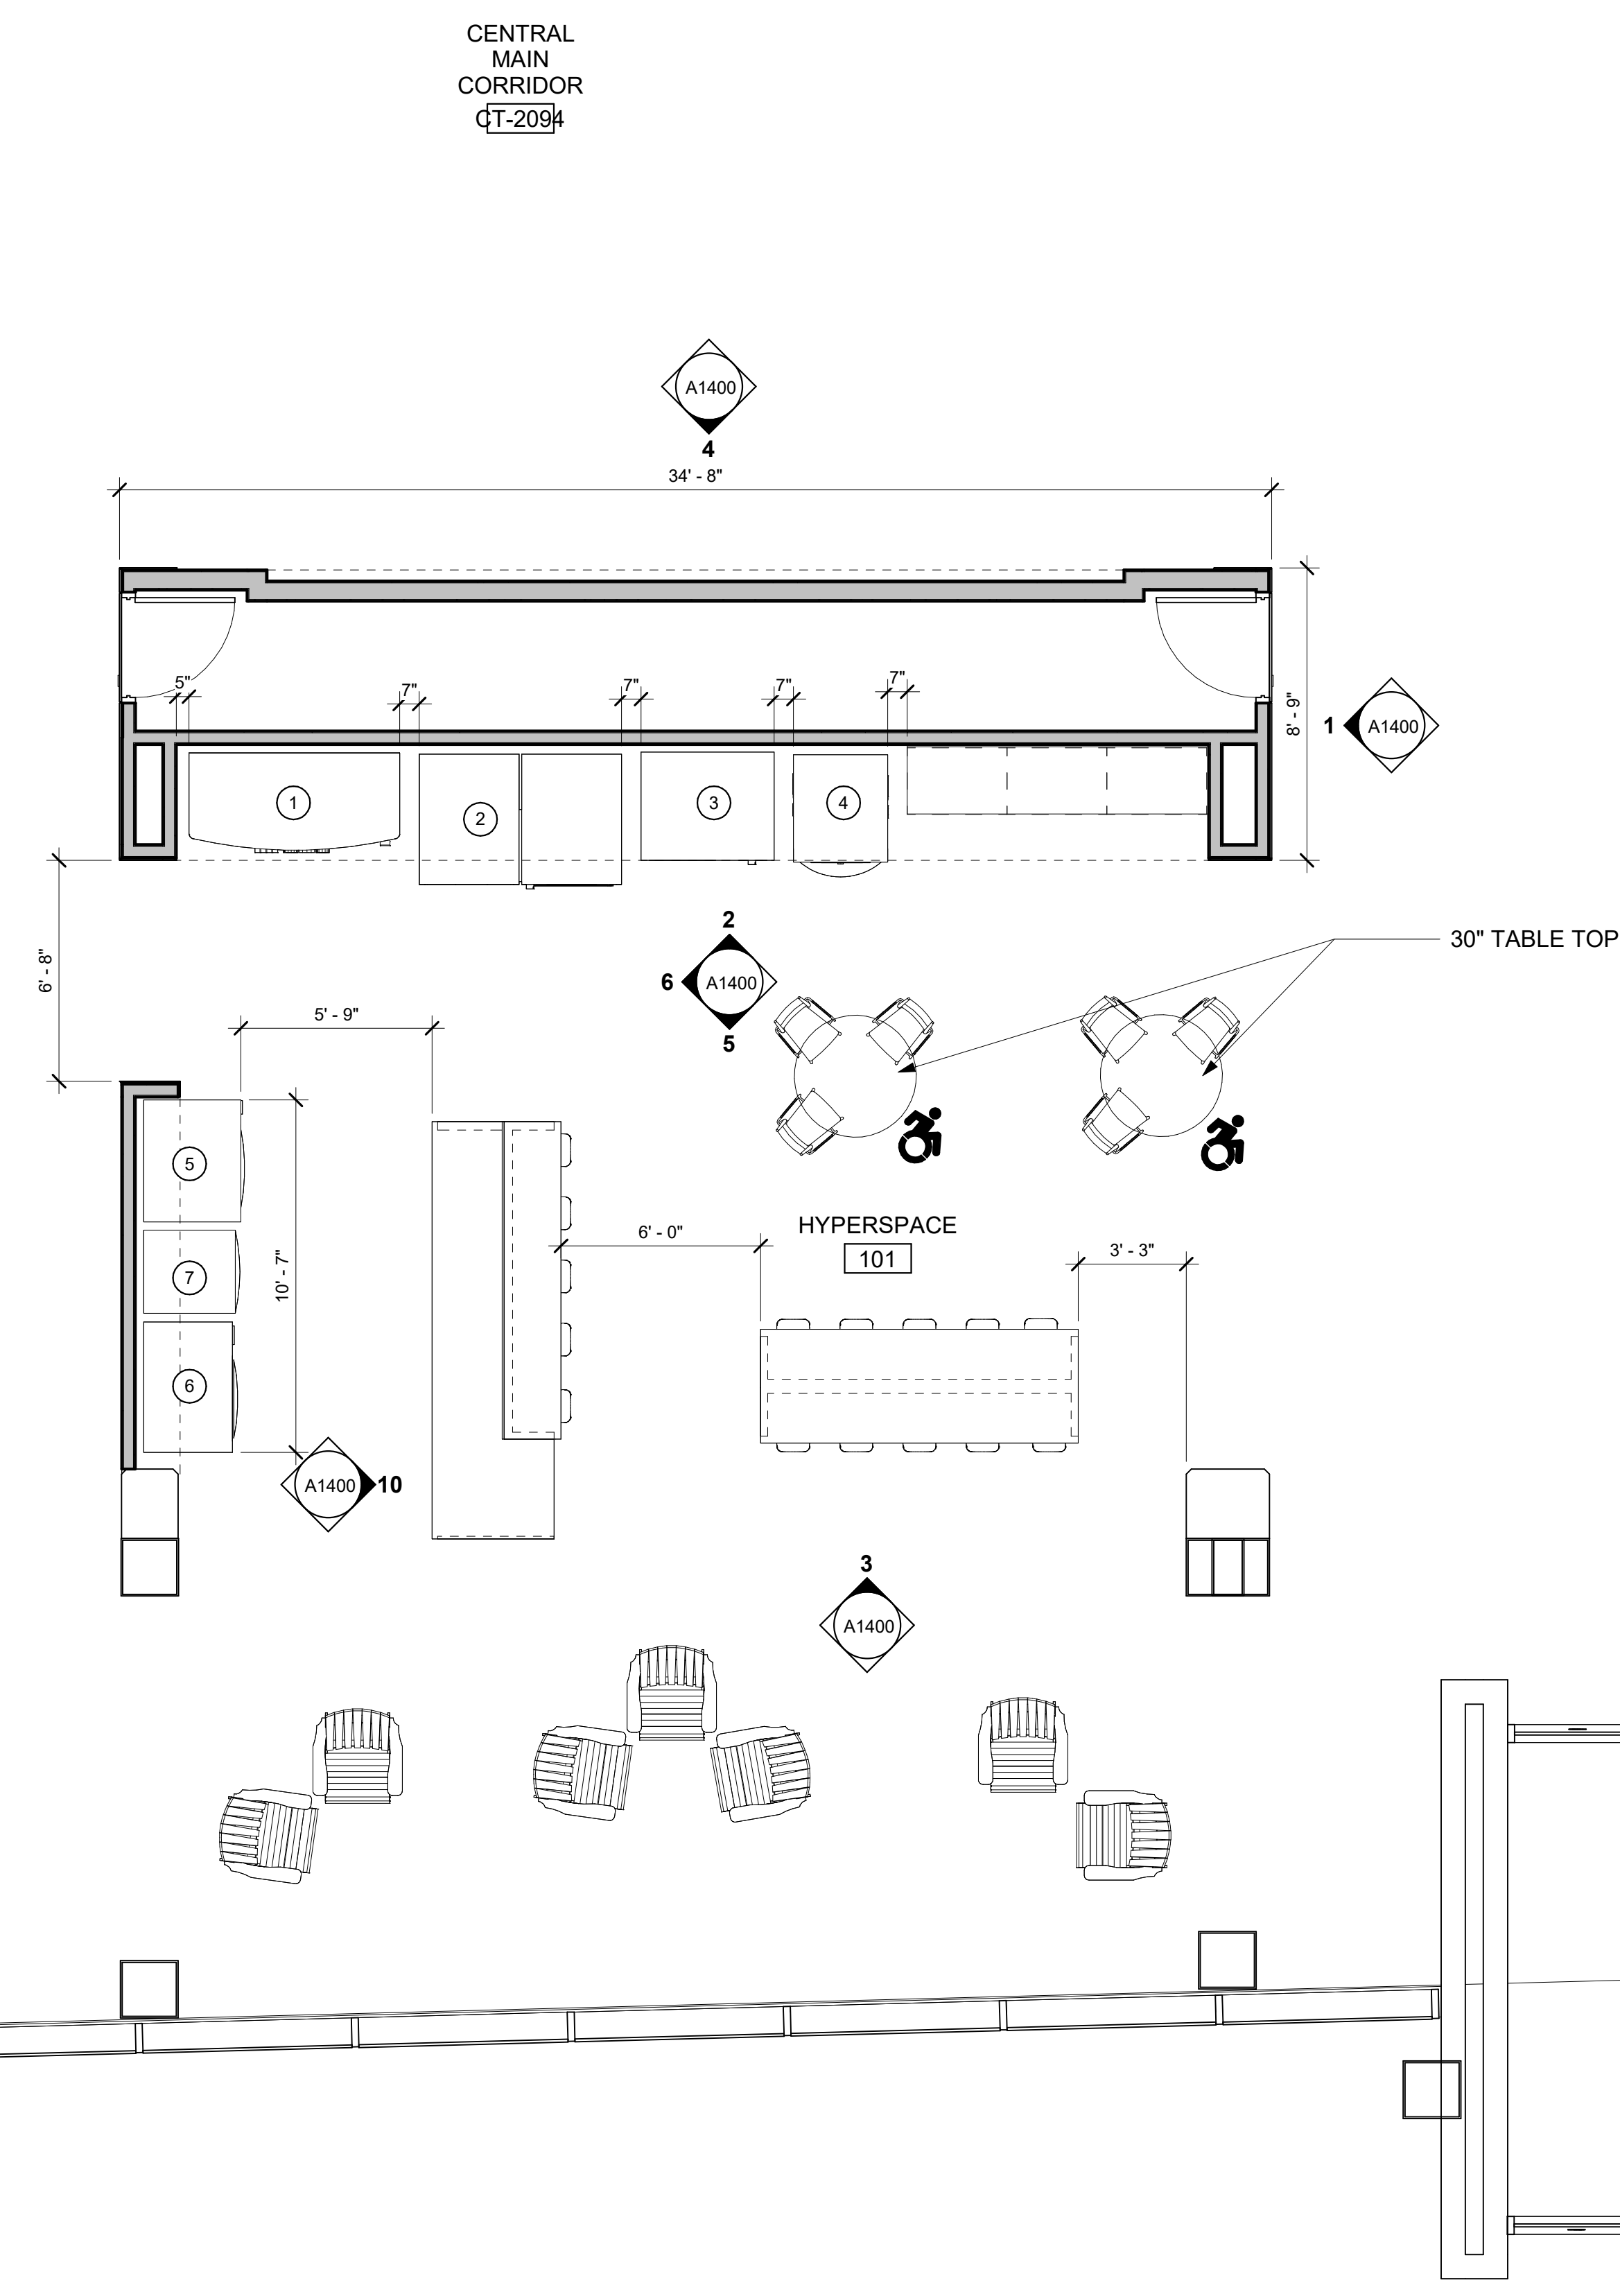 CENTRAL
MAIN
CORRIDOR
CT-2094
A1400
4
34' - 8"
5"
7"
7"
7"
7"
8' - 9"
1
A1400
1
2
3
4
6' - 8"
2
6
A1400
5
30" TABLE TOP
5' - 9"
5
10' - 7"
7
6
6' - 0"
HYPERSPACE
101
3' - 3"
A1400
10
3
A1400